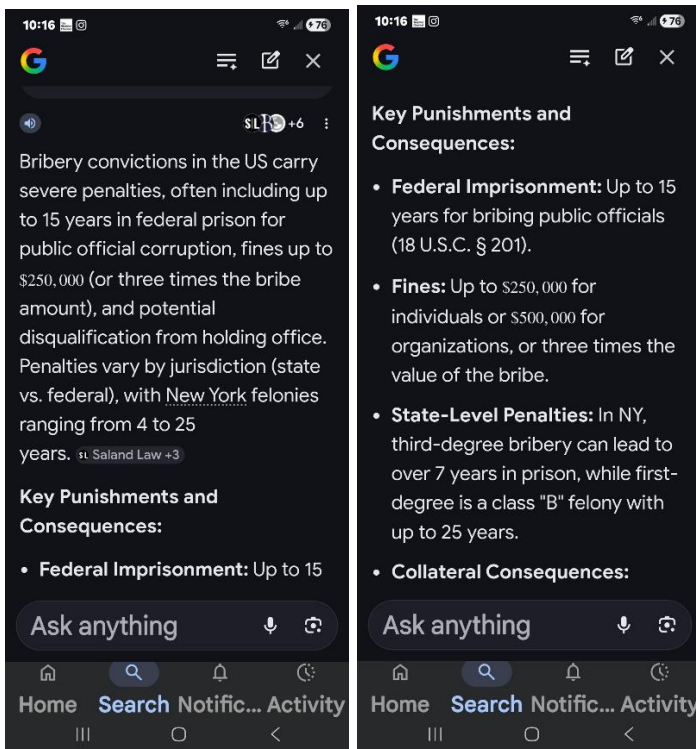 10:16
76
SL
+6
Bribery convictions in the US carry
severe penalties, often including up
to 15 years in federal prison for
public official corruption, fines up to
$250,000 (or three times the bribe
amount), and potential
disqualification from holding office.
Penalties vary by jurisdiction (state
vs. federal), with New York felonies
ranging from 4 to 25
years. SL Saland Law +3
Key Punishments and
Consequences:
• Federal Imprisonment: Up to 15
Ask anything
Home Search Notific... Activity
10:16
76
Key Punishments and
Consequences:
• Federal Imprisonment: Up to 15
years for bribing public officials
(18 U.S.C. § 201).
• Fines: Up to $250,000 for
individuals or $500,000 for
organizations, or three times the
value of the bribe.
• State-Level Penalties: In NY,
third-degree bribery can lead to
over 7 years in prison, while first-
degree is a class "B" felony with
up to 25 years.
• Collateral Consequences:
Ask anything
Home Search Notific... Activity